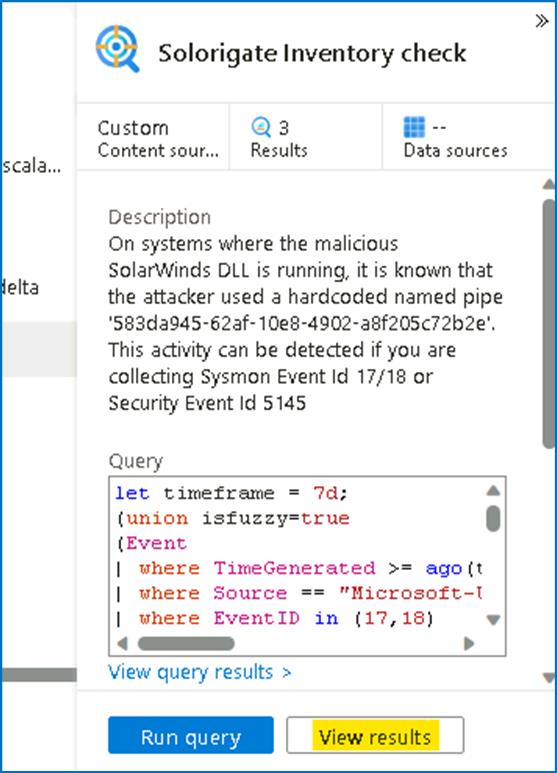 »
Solorigate Inventory check
Custom
Content sour...
3
Results
--
Data sources
scala...
delta
Description
On systems where the malicious
SolarWinds DLL is running, it is known that
the attacker used a hardcoded named pipe
'583da945-62af-10e8-4902-a8f205c72b2e'.
This activity can be detected if you are
collecting Sysmon Event Id 17/18 or
Security Event Id 5145
Query
let timeframe = 7d;
(union isfuzzy=true
(Event
| where TimeGenerated >= ago(t
| where Source == "Microsoft-
| where EventID in (17,18)
View query results >
Run query
View results